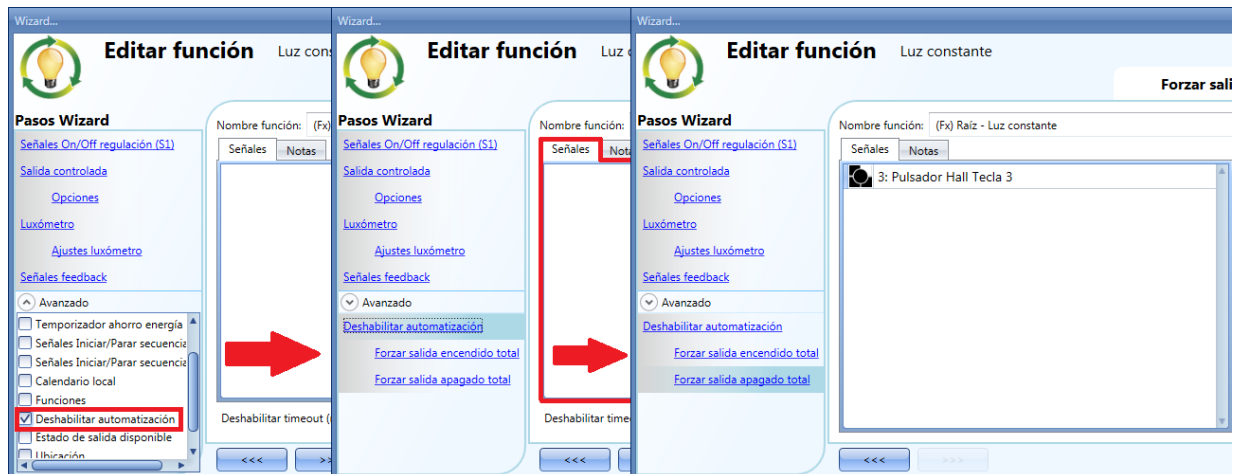 Wizard...
Editar función Luz cons
Pasos Wizard
Nombre función: (Fx)
Señales Notas
Señales On/Off regulación (S1)
Salida controlada
Opciones
Luxómetro
Ajustes luxómetro
Señales feedback
Avanzado
Temporizador ahorro energía
Señales Iniciar/Parar secuencia
Señales Iniciar/Parar secuencia
Calendario local
Funciones
Deshabilitar automatización
Estado de salida disponible
Ubicación
Deshabilitar timeout (
<<< >>
Wizard...
Editar función Luz c
Pasos Wizard
Nombre función:
Señales Nota
Señales On/Off regulación (S1)
Salida controlada
Opciones
Luxómetro
Ajustes luxómetro
Señales feedback
Avanzado
Deshabilitar automatización
Forzar salida encendido total
Forzar salida apagado total
Deshabilitar time
<<<
Wizard...
Editar función Luz constante
Forzar sali
Pasos Wizard
Nombre función: (Fx) Raíz - Luz constante
Señales Notas
3: Pulsador Hall Tecla 3
Señales On/Off regulación (S1)
Salida controlada
Opciones
Luxómetro
Ajustes luxómetro
Señales feedback
Avanzado
Deshabilitar automatización
Forzar salida encendido total
Forzar salida apagado total
<<< >>>